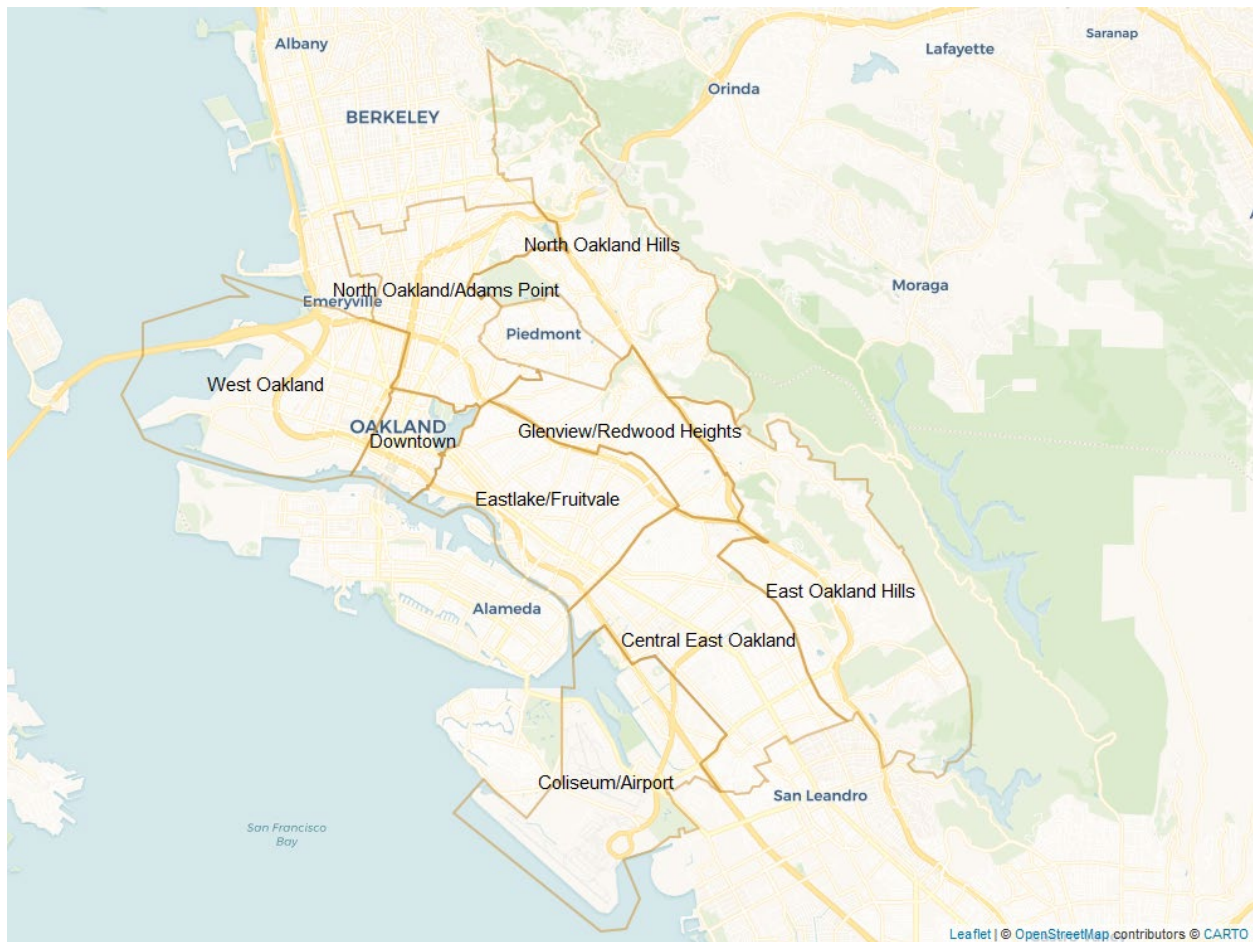 Albany
Saranap
Lafayette
Orinda
BERKELEY
North Oakland Hills
Moraga
North Oakland/Adams Point
Emeryville
Piedmont
West Oakland
OAKLAND
Downtown
Glenview/Redwood Heights
Eastlake/Fruitvale
East Oakland Hills
Alameda
Central East Oakland
Coliseum/Airport
San Leandro
San Francisco
Bay
Leaflet | © OpenStreetMap contributors © CARTO